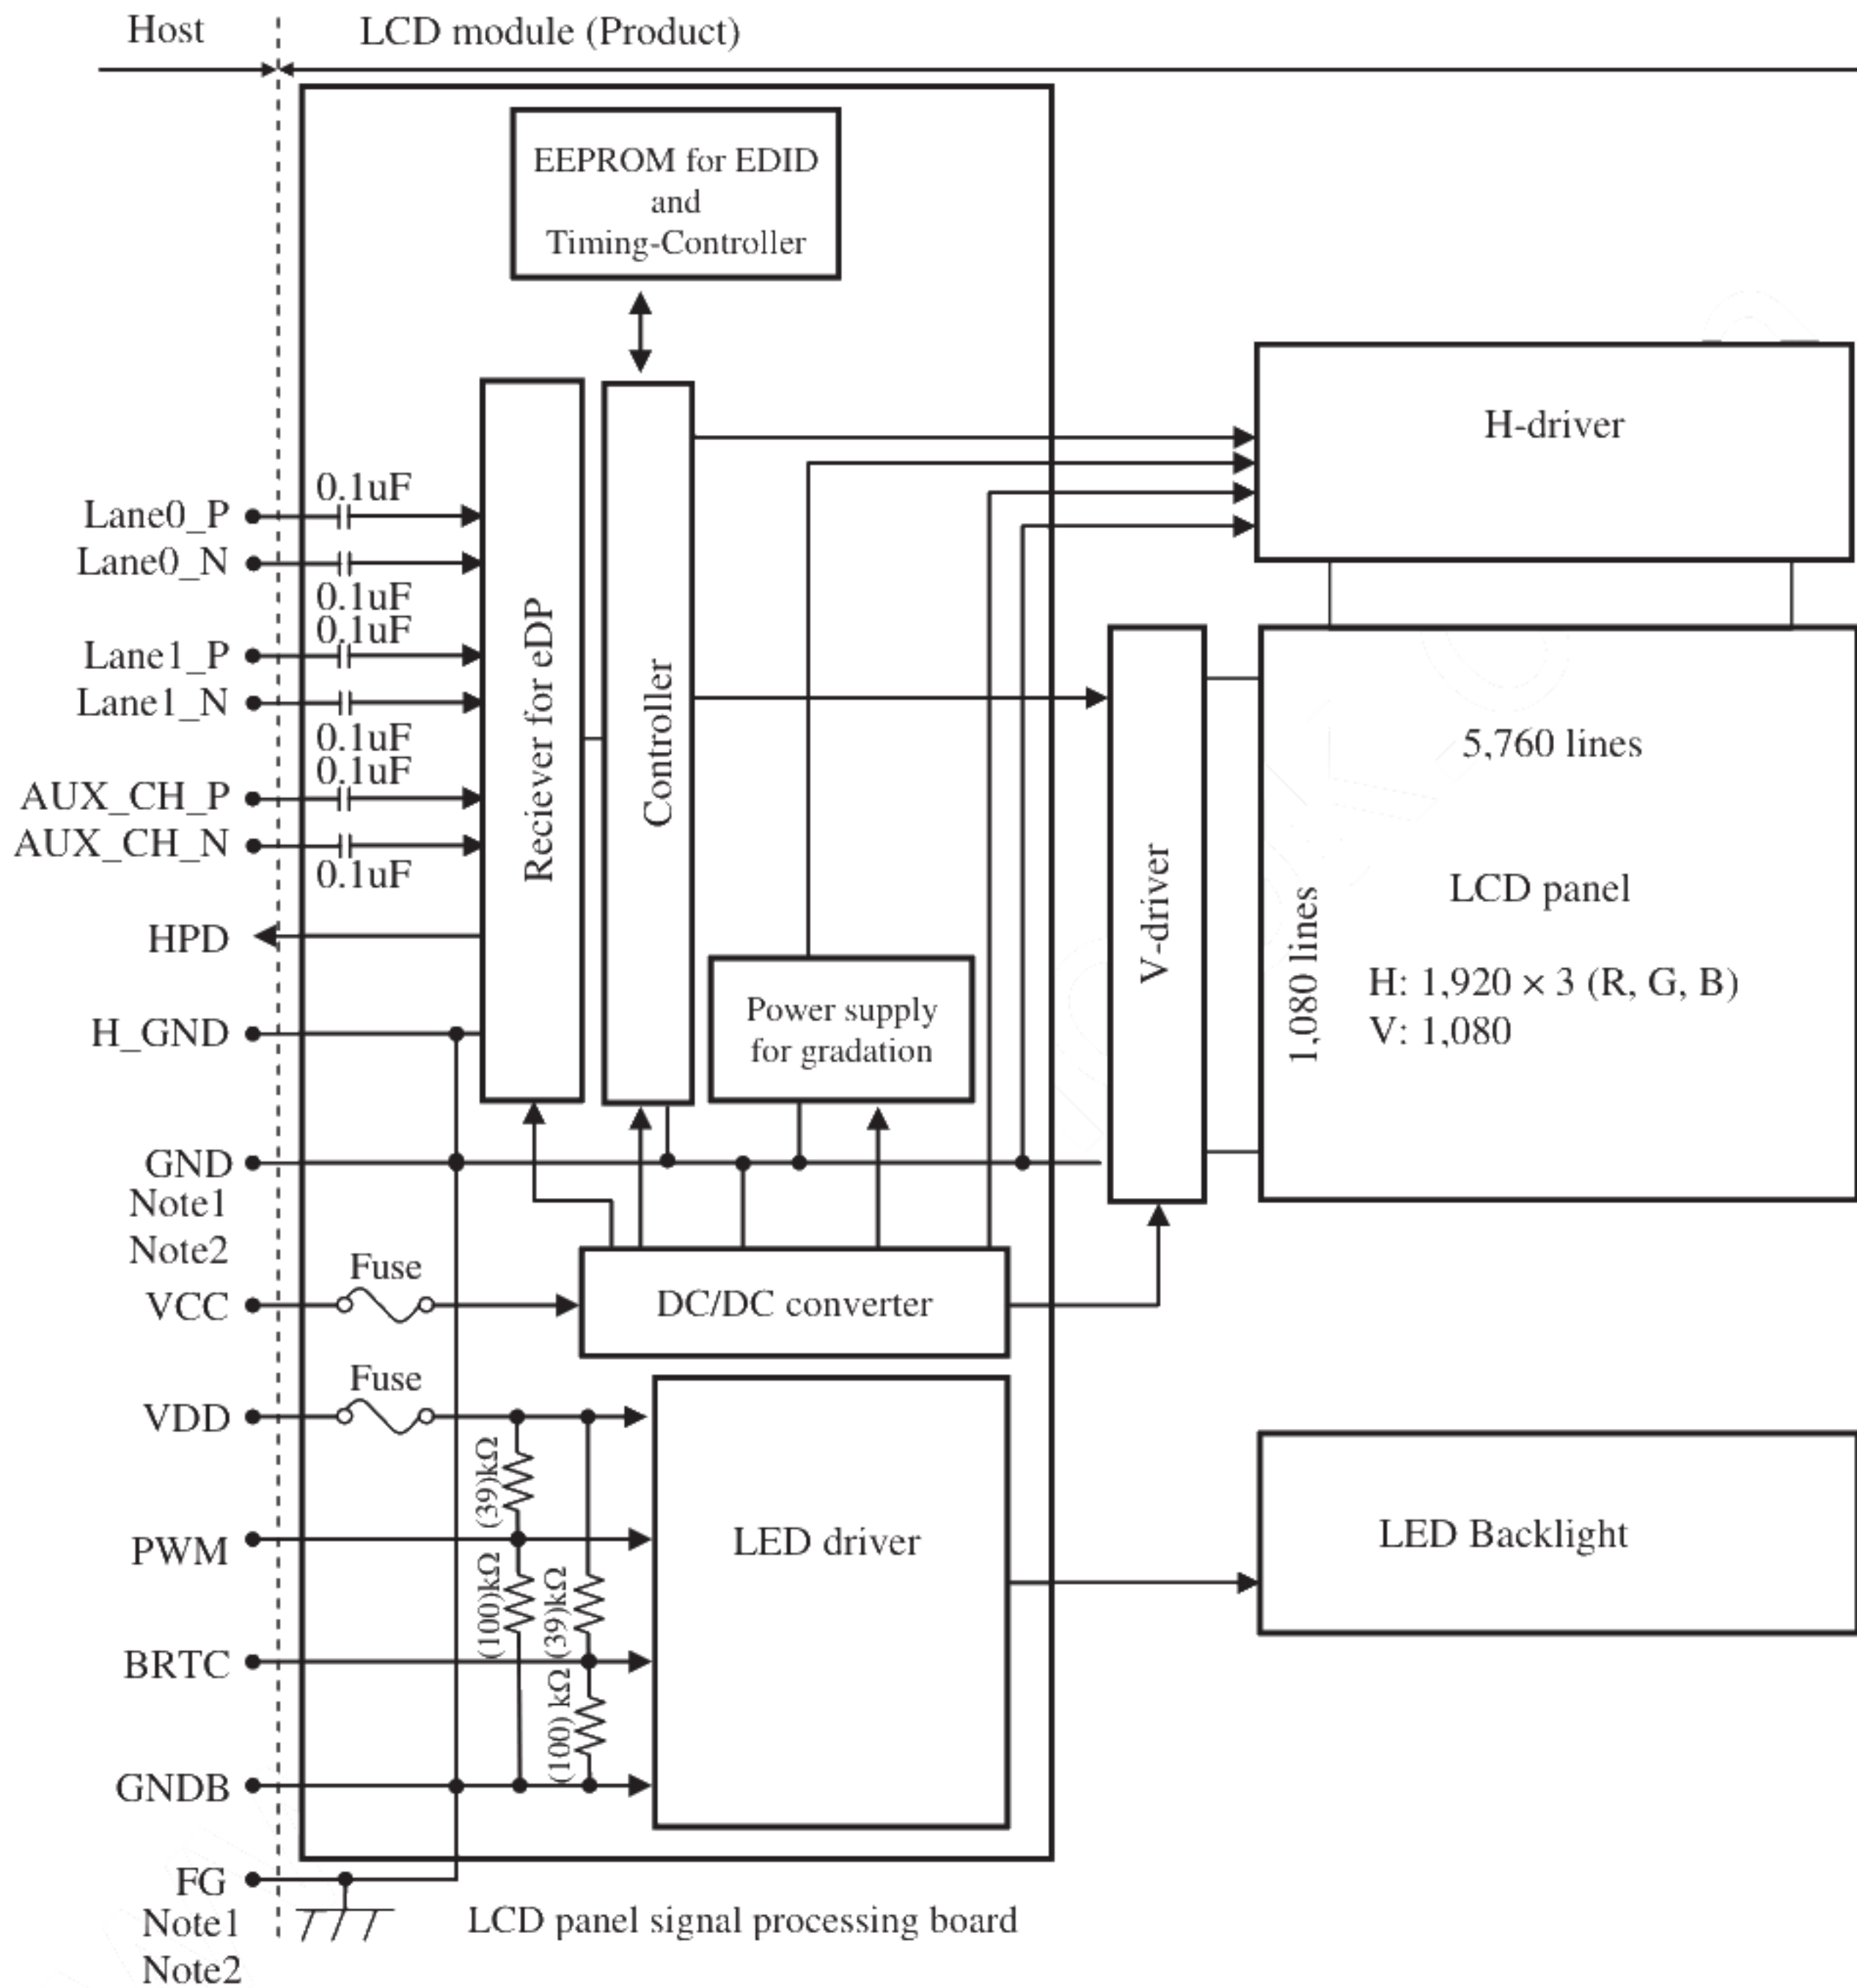 Host
LCD module (Product)
EEPROM for EDID
and
Timing-Controller
H-driver
0.1uF
Lane0_P
Lane0_N
0.1uF
0.1uF
Lane1_P
Lane1_N
0.1uF
0.1uF
AUX_CH_P
AUX_CH_N
0.1uF
HPD
H_GND
Reciever for eDP
Controller
Power supply
for gradation
V-driver
5,760 lines
1,080 lines
LCD panel
H: 1,920 × 3 (R, G, B)
V: 1,080
GND
Note1
Note2
Fuse
VCC
DC/DC converter
Fuse
VDD
(39)kΩ
PWM
(100)kΩ
(39)kΩ
LED driver
LED Backlight
BRTC
(100) kΩ
GNDB
FG
Note1
Note2
LCD panel signal processing board